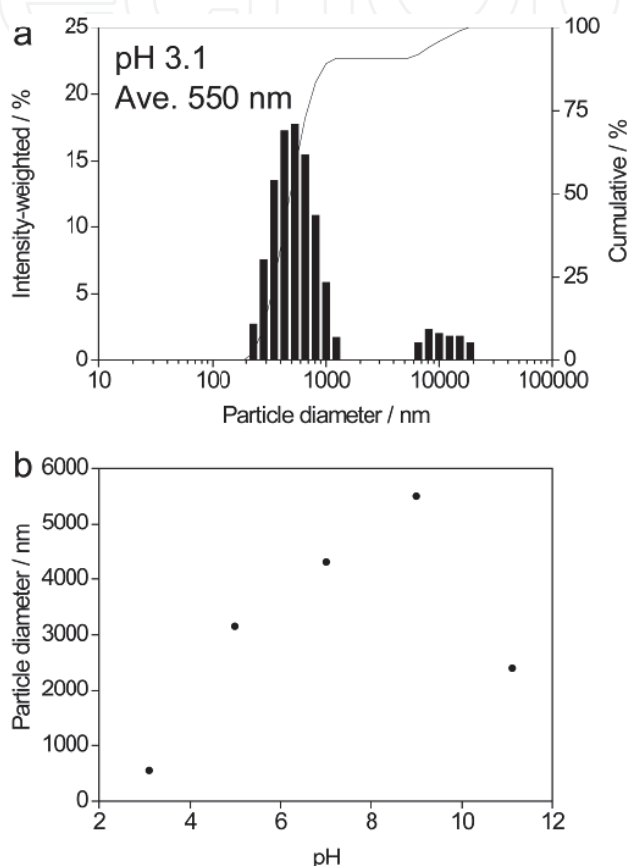 a
pH 3.1
Ave. 550 nm
Intensity-weighted / %
25
20
15
10
5
0
Cumulative / %
100
75
50
25
0
10 100 1000 10000 100000
Particle diameter / nm
b
Particle diameter / nm
6000
5000
4000
3000
2000
1000
0
2 4 6 8 10 12
pH